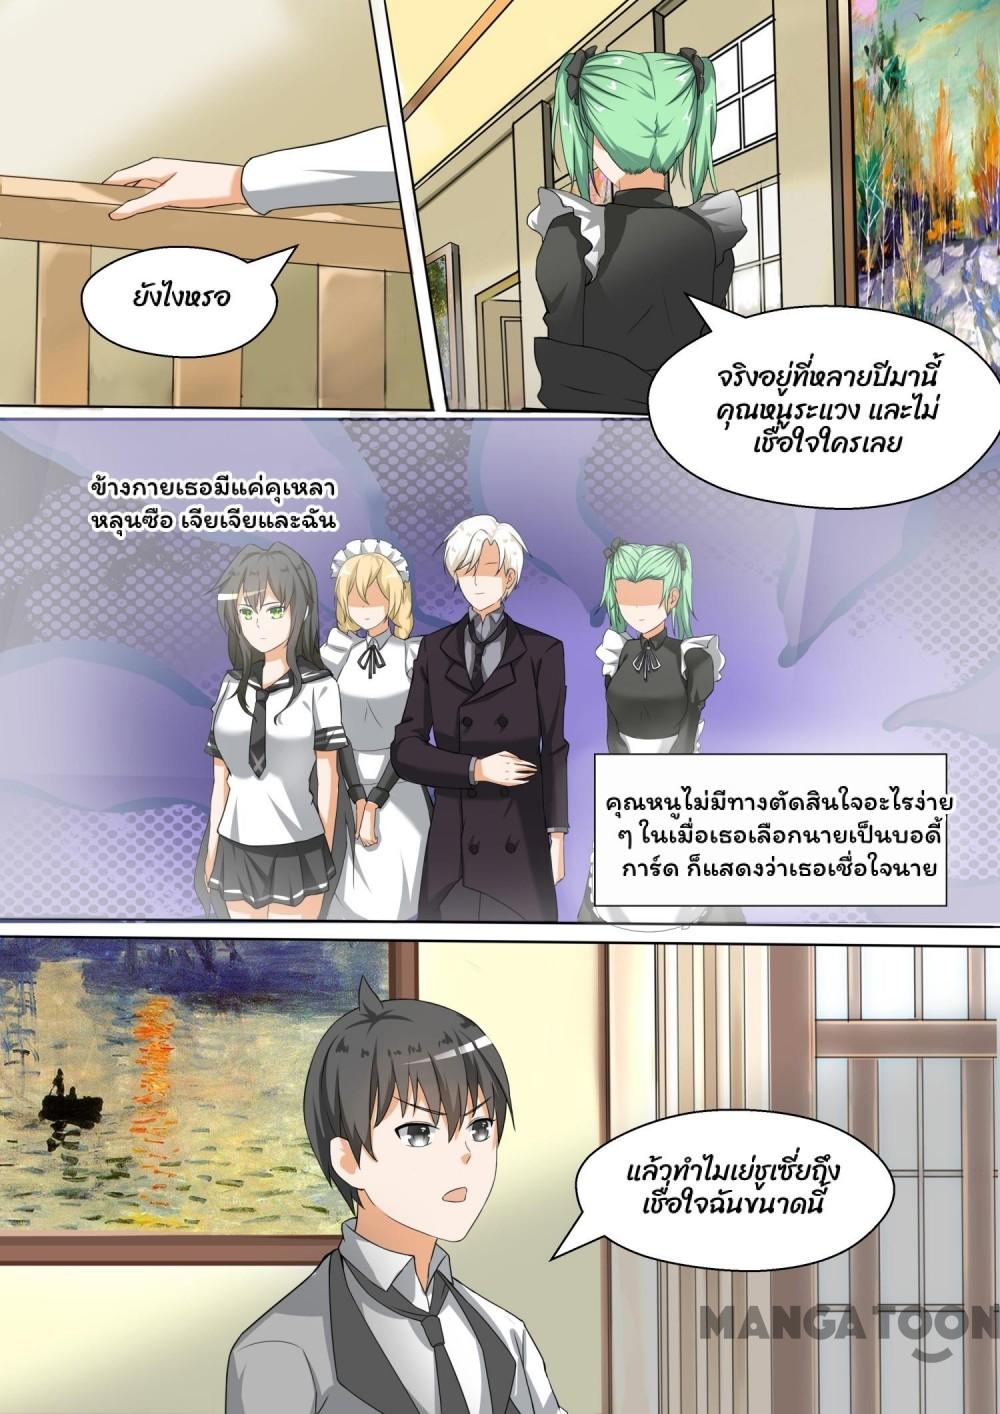 ยังไงหรอ
จริงอยู่ที่หลายปีมานี้
คุณหนูระแวง และไม่
เชื่อใจใครเลย
ข้างกายเธอมีแค่คุเหลา
หลุนซือ เจียเจียและฉัน
คุณหนูไม่มีทางตัดสินใจอะไรง่าย
ๆ ในเมื่อเธอเลือกนายเป็นบอดี้
การ์ด ก็แสดงว่าเธอเชื่อใจนาย
แล้วทำไมเย่ชูเซี่ยถึง
เชื่อใจฉันขนาดนี้
MANGATOON